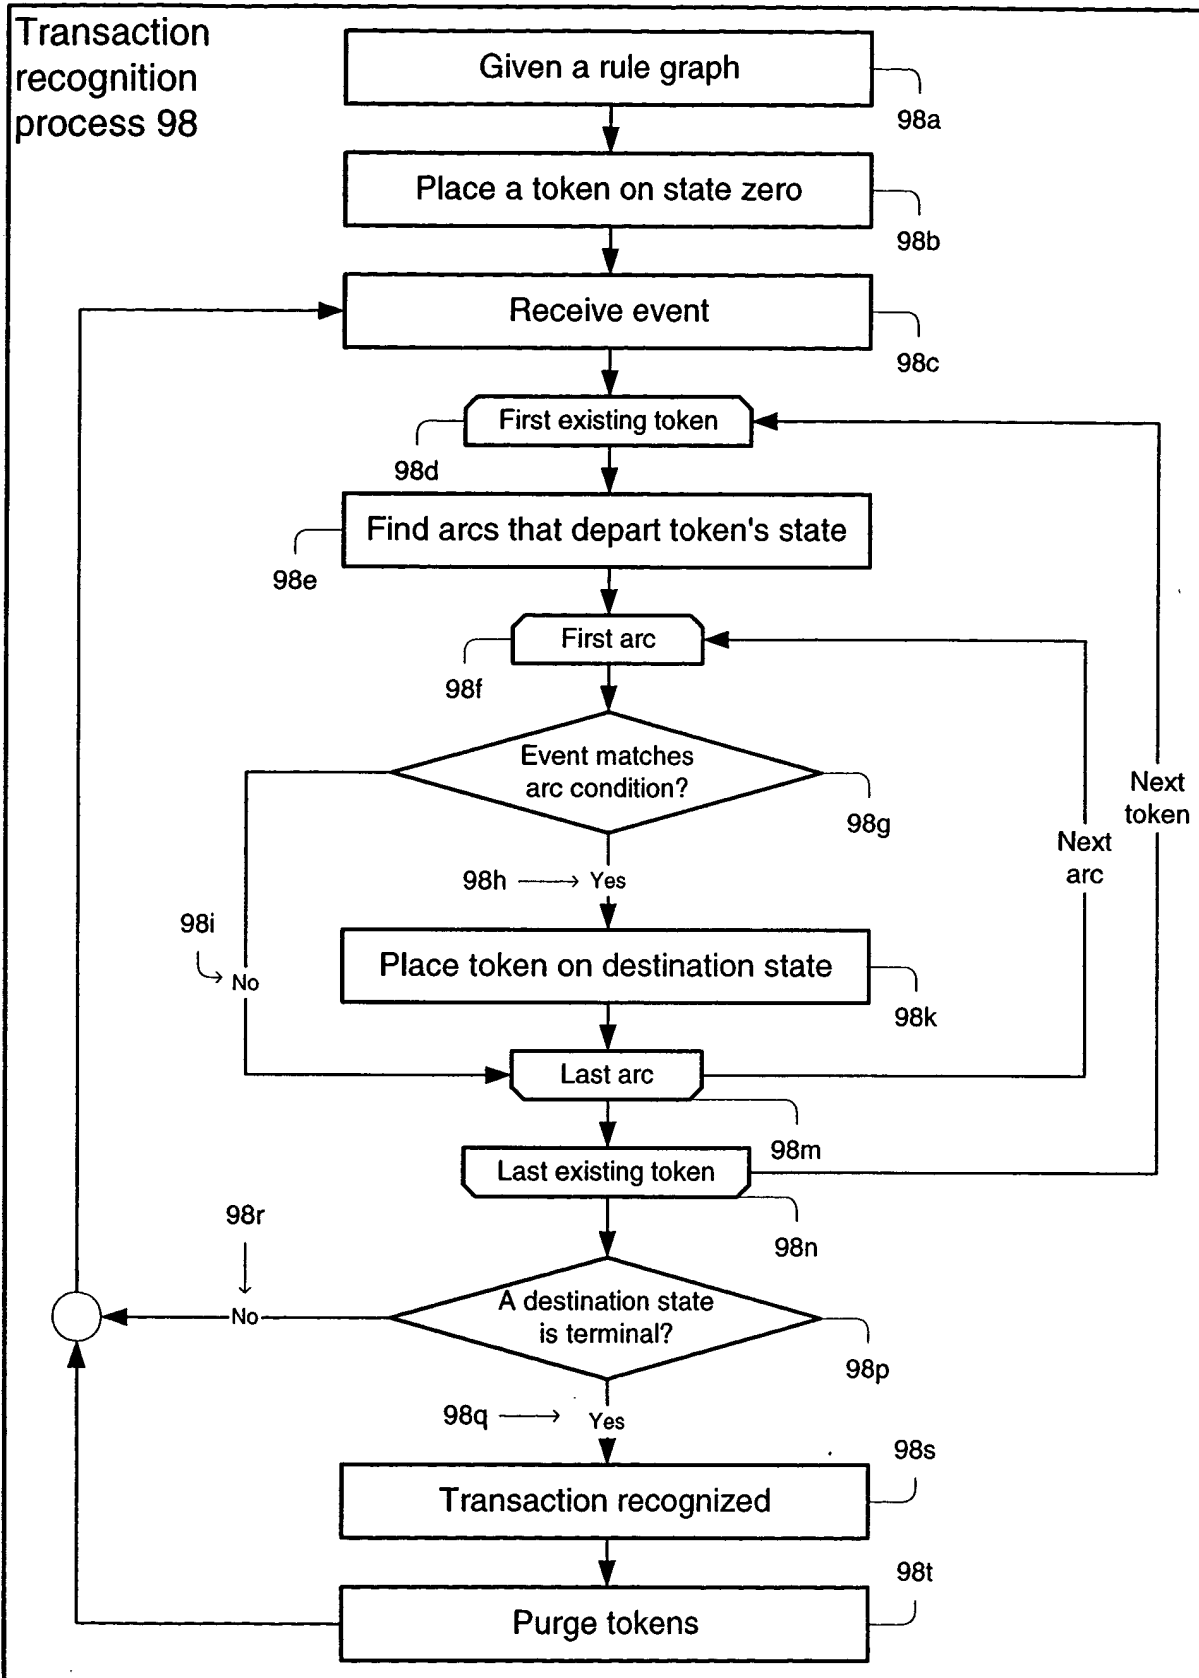 Transaction
recognition
process 98
Given a rule graph
98a
Place a token on state zero
98b
Receive event
98c
First existing token
98d
Find arcs that depart token's state
98e
First arc
98f
Event matches
arc condition?
98g
Next
token
Next
arc
98h
Yes
98i
No
Place token on destination state
98k
Last arc
98m
Last existing token
98n
98r
No
A destination state
is terminal?
98p
98q
Yes
98s
Transaction recognized
98t
Purge tokens